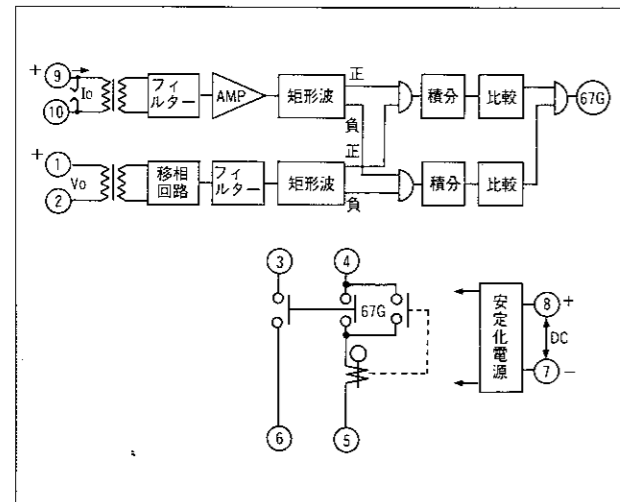 + ⑨
Io
⑩
フィ
ルター
AMP
矩形波
正
負
積分
比較
67G
+ ①
Vo
②
移相
回路
フィ
ルター
矩形波
正
負
積分
比較
③
④
67G
⑥
⑤
安定化電源
⑧ +
DC
⑦ −